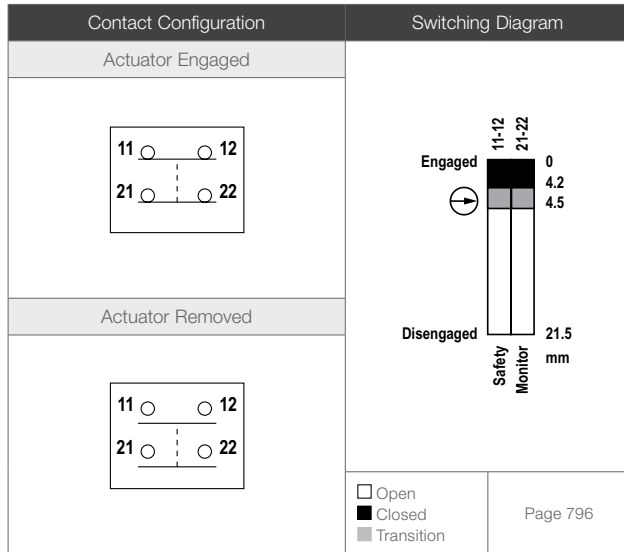 Contact Configuration
Actuator Engaged
11 12
21 22
Actuator Removed
11 12
21 22
Switching Diagram
11-12
21-22
Engaged 0
4.2
4.5
Disengaged 21.5
mm
Safety
Monitor
Open
Closed
Transition
Page 796